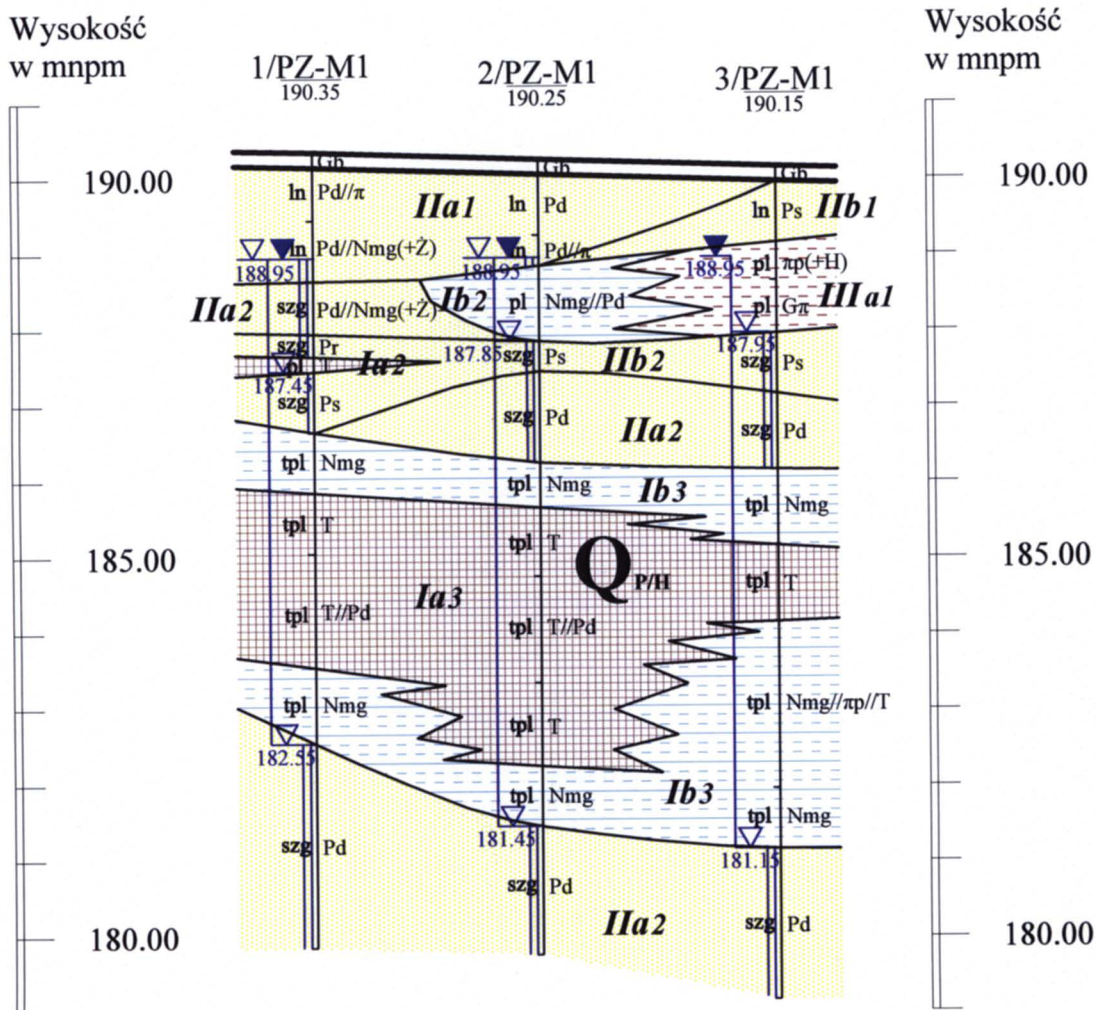 Wysokość
w mnpm
1/PZ-M1
190.35
2/PZ-M1
190.25
3/PZ-M1
190.15
Wysokość
w mnpm
190.00
190.00
Gb
Gb
Gb
ln Pd//π
IIa1
ln Pd
ln Ps
IIb1
ln Pd//Nmg(+Ż)
ln Pd//π
188.95
188.95
188.95
pl πp(+H)
IIa2
szg Pd//Nmg(+Ż)
Ib2
pl Nmg//Pd
pl Gπ
IIIa1
szg Pr
187.85
szg Ps
IIb2
187.95
szg Ps
pl T
Ia2
187.45
szg Ps
szg Pd
IIa2
szg Pd
tpl Nmg
tpl Nmg
Ib3
tpl Nmg
185.00
185.00
tpl T
tpl T
Q P/H
tpl T
Ia3
tpl T//Pd
tpl T//Pd
tpl Nmg
tpl T
tpl Nmg//πp//T
182.55
tpl Nmg
Ib3
tpl Nmg
181.45
181.15
szg Pd
szg Pd
IIa2
szg Pd
180.00
180.00